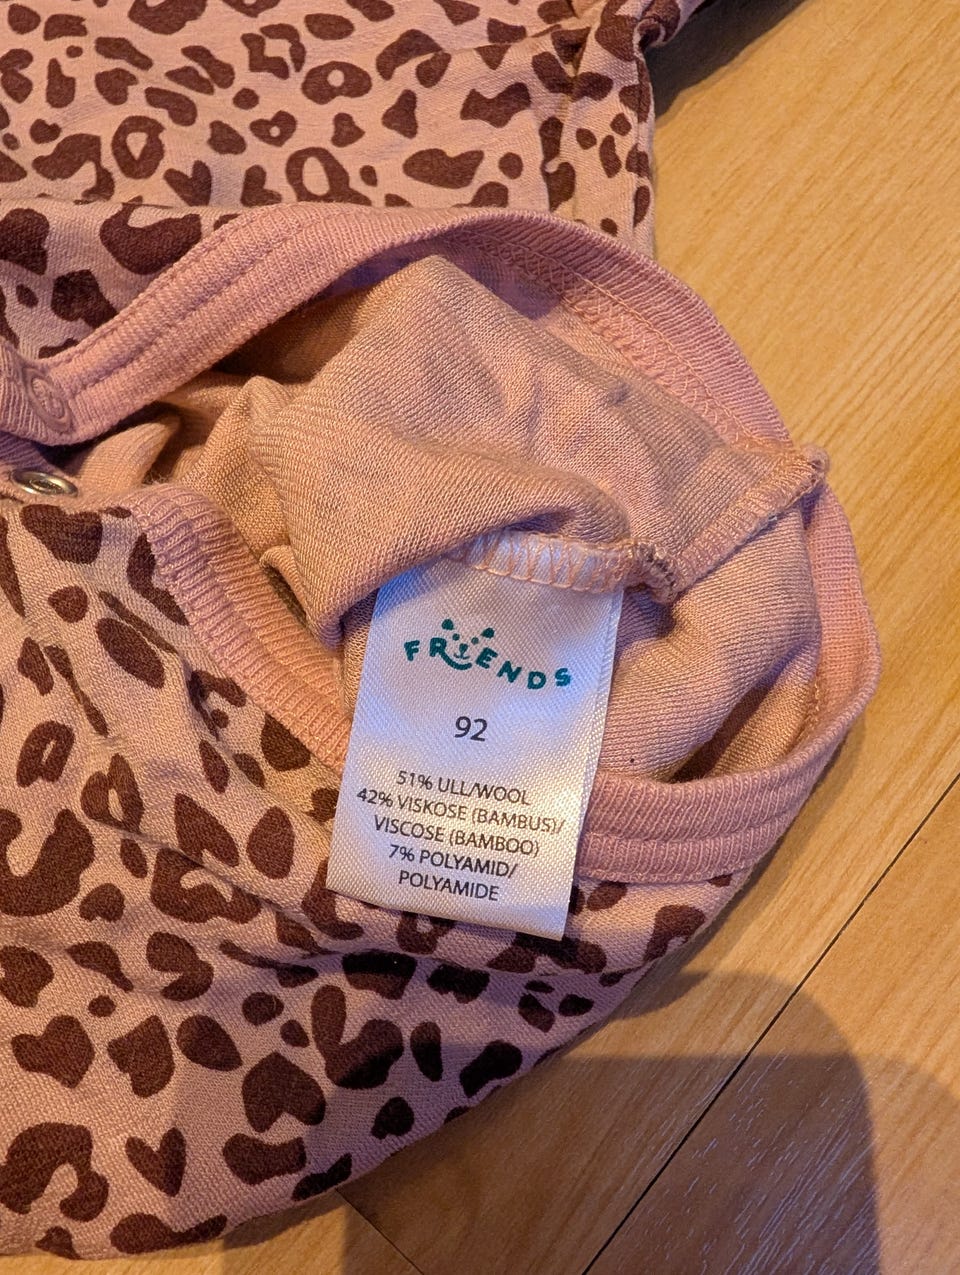 FRIENDS
92
51% ULL/WOOL
42% VISKOSE (BAMBUS)/
VISCOSE (BAMBOO)
7% POLYAMID/
POLYAMIDE